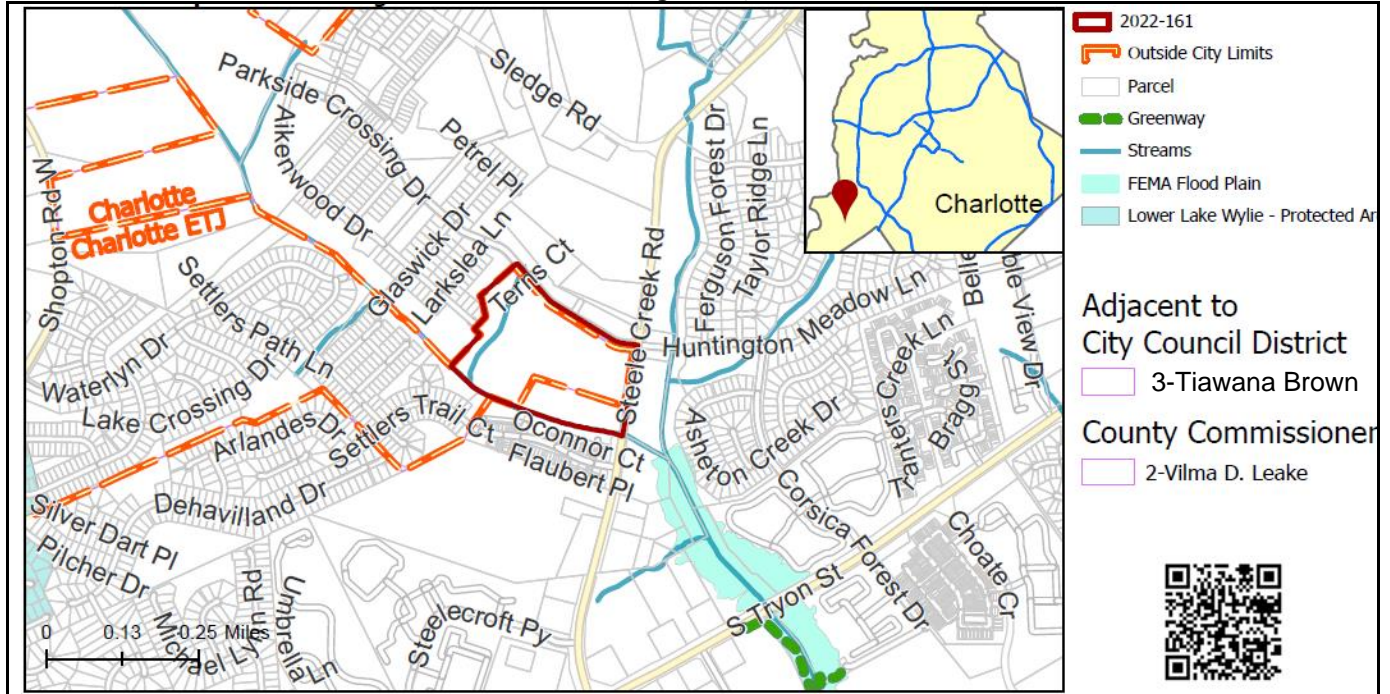 Parkside Crossing Dr
Sledge Rd
Aikenwood Dr
Petrel Pl
Ferguson Forest Dr
Taylor Ridge Ln
Shopton Rd W
Charlotte
Charlotte ETJ
Glaswick Dr
Larkslea Ln
Terris Ct
Settlers Path Ln
Steele Creek Rd
Huntington Meadow Ln
Waterlyn Dr
Lake Crossing Dr
Arlandes Dr
Settlers Trail Ct
Oconnor Ct
Flaubert Pl
Asheton Creek Dr
Planters Creek Ln
Bragg St
Dehavilland Dr
Corsica Forest Dr
Silver Dart Pl
Pilcher Dr
Michael Lynn Rd
Umbrella Ln
Steelecroft Py
S Tryon St
Choate Cr
0 0.13 0.25 Miles
Charlotte
2022-161
Outside City Limits
Parcel
Greenway
Streams
FEMA Flood Plain
Lower Lake Wylie - Protected Ar
Adjacent to
City Council District
3-Tiawana Brown
County Commissioner
2-Vilma D. Leake